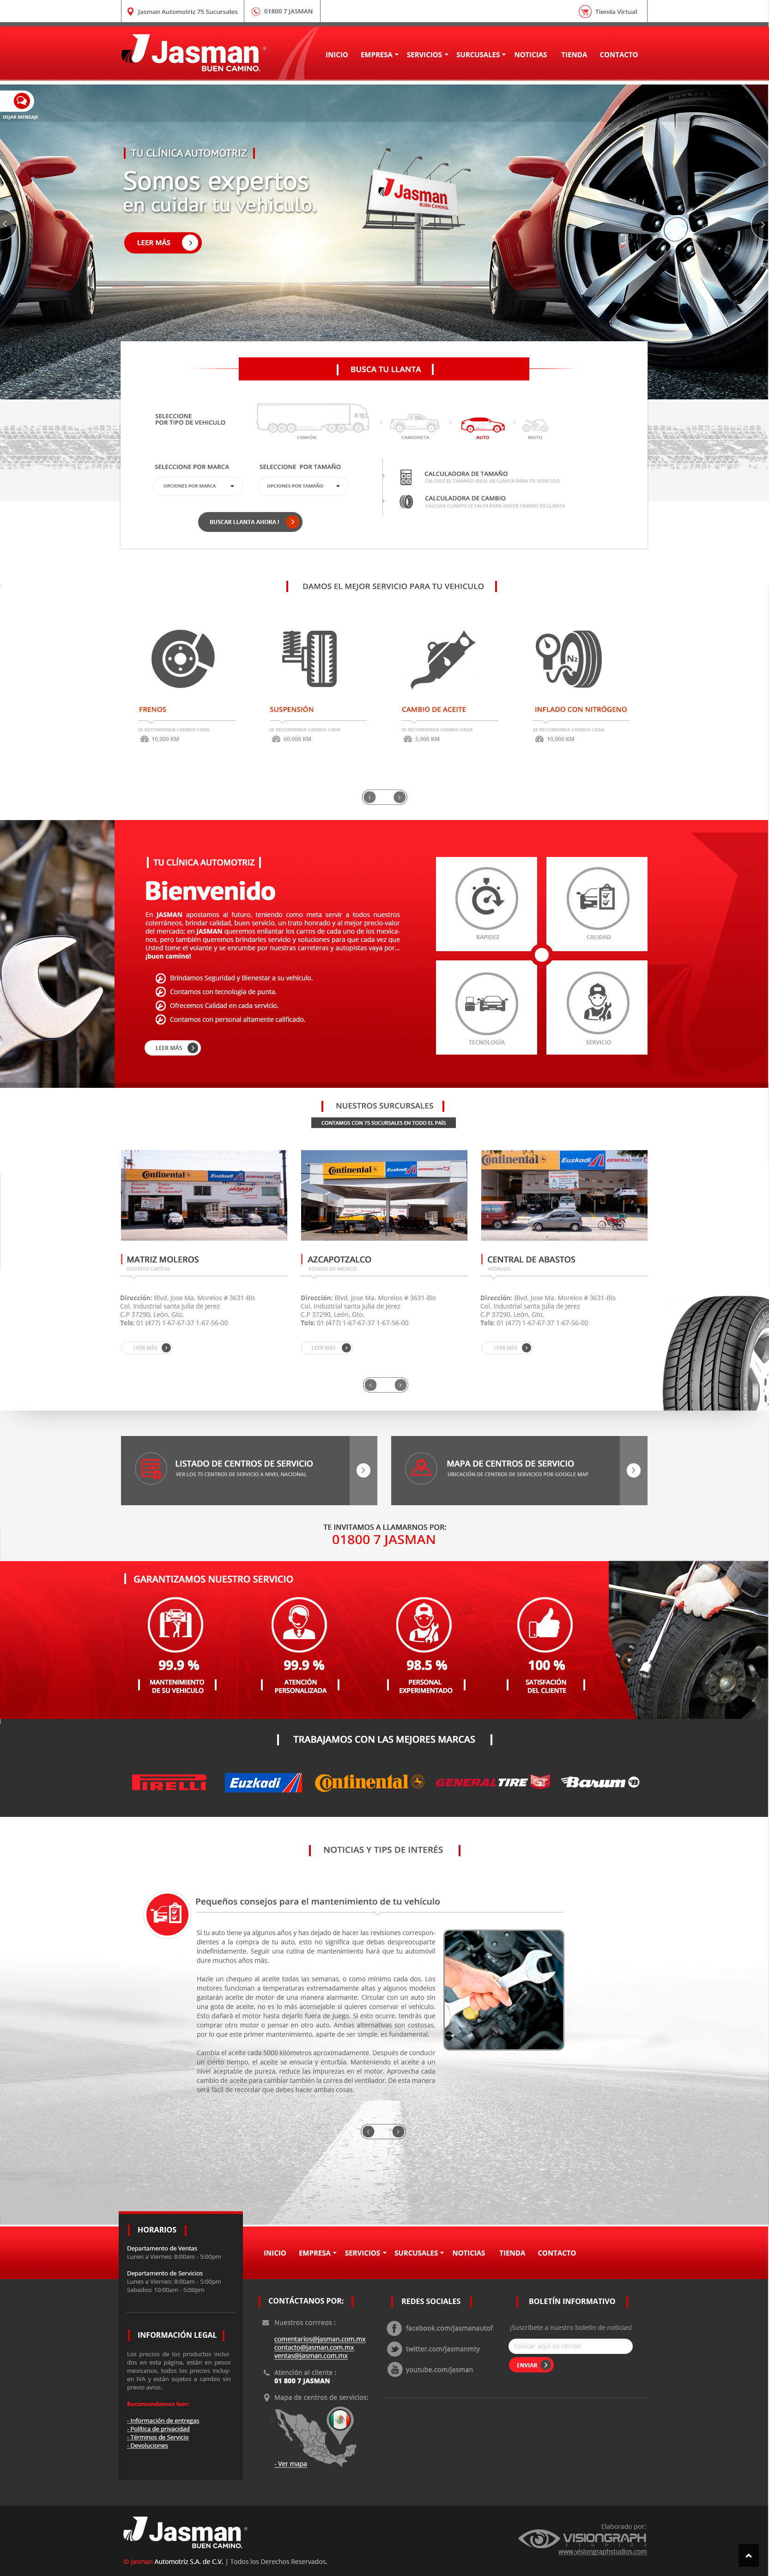 Jasman Automotriz 75 Sucursales
01800 7 JASMAN
Tienda Virtual
Jasman
BUEN CAMINO.
INICIO
EMPRESA
SERVICIOS
SURCUSALES
NOTICIAS
TIENDA
CONTACTO
DEJAR MENSAJE
TU CLÍNICA AUTOMOTRIZ
Somos expertos
en cuidar tu vehiculo.
LEER MÁS
Jasman
BUEN CAMINO.
BUSCA TU LLANTA
SELECCIONE
POR TIPO DE VEHICULO
CAMIÓN
CAMIONETA
AUTO
MOTO
SELECCIONE POR MARCA
SELECCIONE POR TAMAÑO
OPCIONES POR MARCA
OPCIONES POR TAMAÑO
BUSCAR LLANTA AHORA !
CALCULADORA DE TAMAÑO
CALCULE EL TAMAÑO IDEAL DE LLANTA PARA TU VEHÍCULO
CALCULADORA DE CAMBIO
CALCULE CUANTO LE FALTA PARA HACER CAMBIO DE LLANTA
DAMOS EL MEJOR SERVICIO PARA TU VEHICULO
N2
FRENOS
SE RECOMIENDA CAMBIO CADA
10,000 KM
SUSPENSIÓN
SE RECOMIENDA CAMBIO CADA
60,000 KM
CAMBIO DE ACEITE
SE RECOMIENDA CAMBIO CADA
5,000 KM
INFLADO CON NITRÓGENO
SE RECOMIENDA CAMBIO CADA
10,000 KM
TU CLÍNICA AUTOMOTRIZ
Bienvenido
En JASMAN apostamos al futuro, teniendo como meta servir a todos nuestros
coterráneos, brindar calidad, buen servicio, un trato honrado y al mejor precio-valor
del mercado; en JASMAN queremos enllantar los carros de cada uno de los mexica-
nos, pero también queremos brindarles servicio y soluciones para que cada vez que
Usted tome el volante y se enrumbe por nuestras carreteras y autopistas vaya por...
¡buen camino!
Brindamos Seguridad y Bienestar a su vehículo.
Contamos con tecnología de punta.
Ofrecemos Calidad en cada servicio.
Contamos con personal altamente calificado.
LEER MÁS
RAPIDEZ
CALIDAD
TECNOLOGÍA
SERVICIO
NUESTROS SURCURSALES
CONTAMOS CON 75 SUCURSALES EN TODO EL PAÍS
Continental
Euzkadi
GENERAL TIRE
JASMAN
Continental
Euzkadi
GENERAL TIRE
Continental
Euzkadi
GENERAL TIRE
MATRIZ MOLEROS
DISTRITO CAPITAL
Dirección: Blvd. Jose Ma. Morelos # 3631-Bis
Col. Industrial santa Julia de Jerez
C.P 37290, León, Gto.
Tels: 01 (477) 1-67-67-37 1-67-56-00
LEER MÁS
AZCAPOTZALCO
ESTADO DE MEXICO
Dirección: Blvd. Jose Ma. Morelos # 3631-Bis
Col. Industrial santa Julia de Jerez
C.P 37290, León, Gto.
Tels: 01 (477) 1-67-67-37 1-67-56-00
LEER MÁS
CENTRAL DE ABASTOS
HIDALGO
Dirección: Blvd. Jose Ma. Morelos # 3631-Bis
Col. Industrial santa Julia de Jerez
C.P 37290, León, Gto.
Tels: 01 (477) 1-67-67-37 1-67-56-00
LEER MÁS
LISTADO DE CENTROS DE SERVICIO
VER LOS 75 CENTROS DE SERVICIO A NIVEL NACIONAL
MAPA DE CENTROS DE SERVICIO
UBICACIÓN DE CENTROS DE SERVICIOS POR GOOGLE MAP
TE INVITAMOS A LLAMARNOS POR:
01800 7 JASMAN
GARANTIZAMOS NUESTRO SERVICIO
99.9 %
MANTENIMIENTO
DE SU VEHICULO
99.9 %
ATENCIÓN
PERSONALIZADA
98.5 %
PERSONAL
EXPERIMENTADO
100 %
SATISFACIÓN
DEL CLIENTE
TRABAJAMOS CON LAS MEJORES MARCAS
PIRELLI
Euzkadi
Continental
GENERAL TIRE
Barum
NOTICIAS Y TIPS DE INTERÉS
Pequeños consejos para el mantenimiento de tu vehículo
Si tu auto tiene ya algunos años y has dejado de hacer las revisiones correspon-
dientes a la compra de tu auto, esto no significa que debas despreocuparte
indefinidamente. Seguir una rutina de mantenimiento hará que tu automóvil
dure muchos años más.
Hazle un chequeo al aceite todas las semanas, o como mínimo cada dos. Los
motores funcionan a temperaturas extremadamente altas y algunos modelos
gastarán aceite de motor de una manera alarmante. Circular con un auto sin
una gota de aceite, no es lo más aconsejable si quieres conservar el vehículo.
Esto dañará el motor hasta dejarlo fuera de juego. Si esto ocurre, tendrás que
comprar otro motor o pensar en otro auto. Ambas alternativas son costosas,
por lo que este primer mantenimiento, aparte de ser simple, es fundamental.
Cambia el aceite cada 5000 kilómetros aproximadamente. Después de conducir
un cierto tiempo, el aceite se ensucia y enturbia. Manteniendo el aceite a un
nivel aceptable de pureza, reduce las impurezas en el motor. Aprovecha cada
cambio de aceite para cambiar también la correa del ventilador. De esta manera
será fácil de recordar que debes hacer ambas cosas.
HORARIOS
Departamento de Ventas
Lunes a Viernes: 8:00am - 5:00pm
Departamento de Servicios
Lunes a Viernes: 8:00am - 5:00pm
Sabados: 10:00am - 5:00pm
INFORMACIÓN LEGAL
Los precios de los productos inclui-
dos en esta página, están en pesos
mexicanos, todos los precios incluy-
en IVA y están sujetos a cambio sin
previo aviso.
Recomendamos leer:
- Información de entregas
- Política de privacidad
- Términos de Servicio
- Devoluciones
INICIO
EMPRESA
SERVICIOS
SURCUSALES
NOTICIAS
TIENDA
CONTACTO
CONTÁCTANOS POR:
Nuestros corrreos :
comentarios@jasman.com.mx
contacto@jasman.com.mx
ventas@jasman.com.mx
Atención al cliente :
01 800 7 JASMAN
Mapa de centros de servicios:
- Ver mapa
REDES SOCIALES
facebook.com/jasmanautof
twitter.com/jasmanmty
youtube.com/jasman
BOLETÍN INFORMATIVO
¡Suscríbete a nuestro boletin de noticias!
Colocar aquí su correo
ENVIAR
Jasman
BUEN CAMINO.
© Jasman Automotriz S.A. de C.V. | Todos los Derechos Reservados.
Elaborado por:
VISIONGRAPH
STUDIOS
www.visiongraphstudios.com